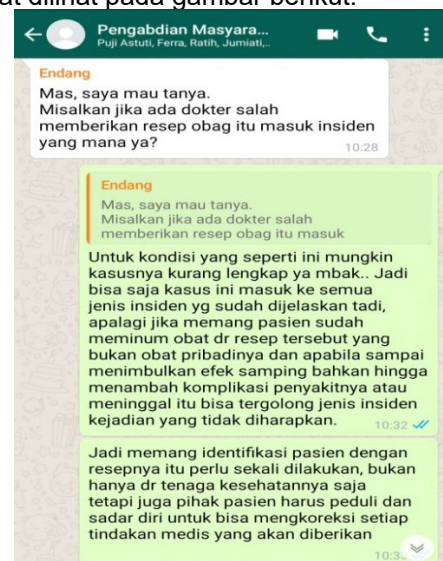 at dilihat pada gambar berikut.
Pengabdian Masyara...
Puji Astuti, Ferra, Ratih, Jumiati,..
Endang
Mas, saya mau tanya.
Misalkan jika ada dokter salah
memberikan resep obag itu masuk insiden
yang mana ya?
10:28
Endang
Mas, saya mau tanya.
Misalkan jika ada dokter salah
memberikan resep obag itu masuk
Untuk kondisi yang seperti ini mungkin
kasusnya kurang lengkap ya mbak.. Jadi
bisa saja kasus ini masuk ke semua
jenis insiden yg sudah dijelaskan tadi,
apalagi jika memang pasien sudah
meminum obat dr resep tersebut yang
bukan obat pribadinya dan apabila sampai
menimbulkan efek samping bahkan hingga
menambah komplikasi penyakitnya atau
meninggal itu bisa tergolong jenis insiden
kejadian yang tidak diharapkan.
10:32
Jadi memang identifikasi pasien dengan
resepnya itu perlu sekali dilakukan, bukan
hanya dr tenaga kesehatannya saja
tetapi juga pihak pasien harus peduli dan
sadar diri untuk bisa mengkoreksi setiap
tindakan medis yang akan diberikan